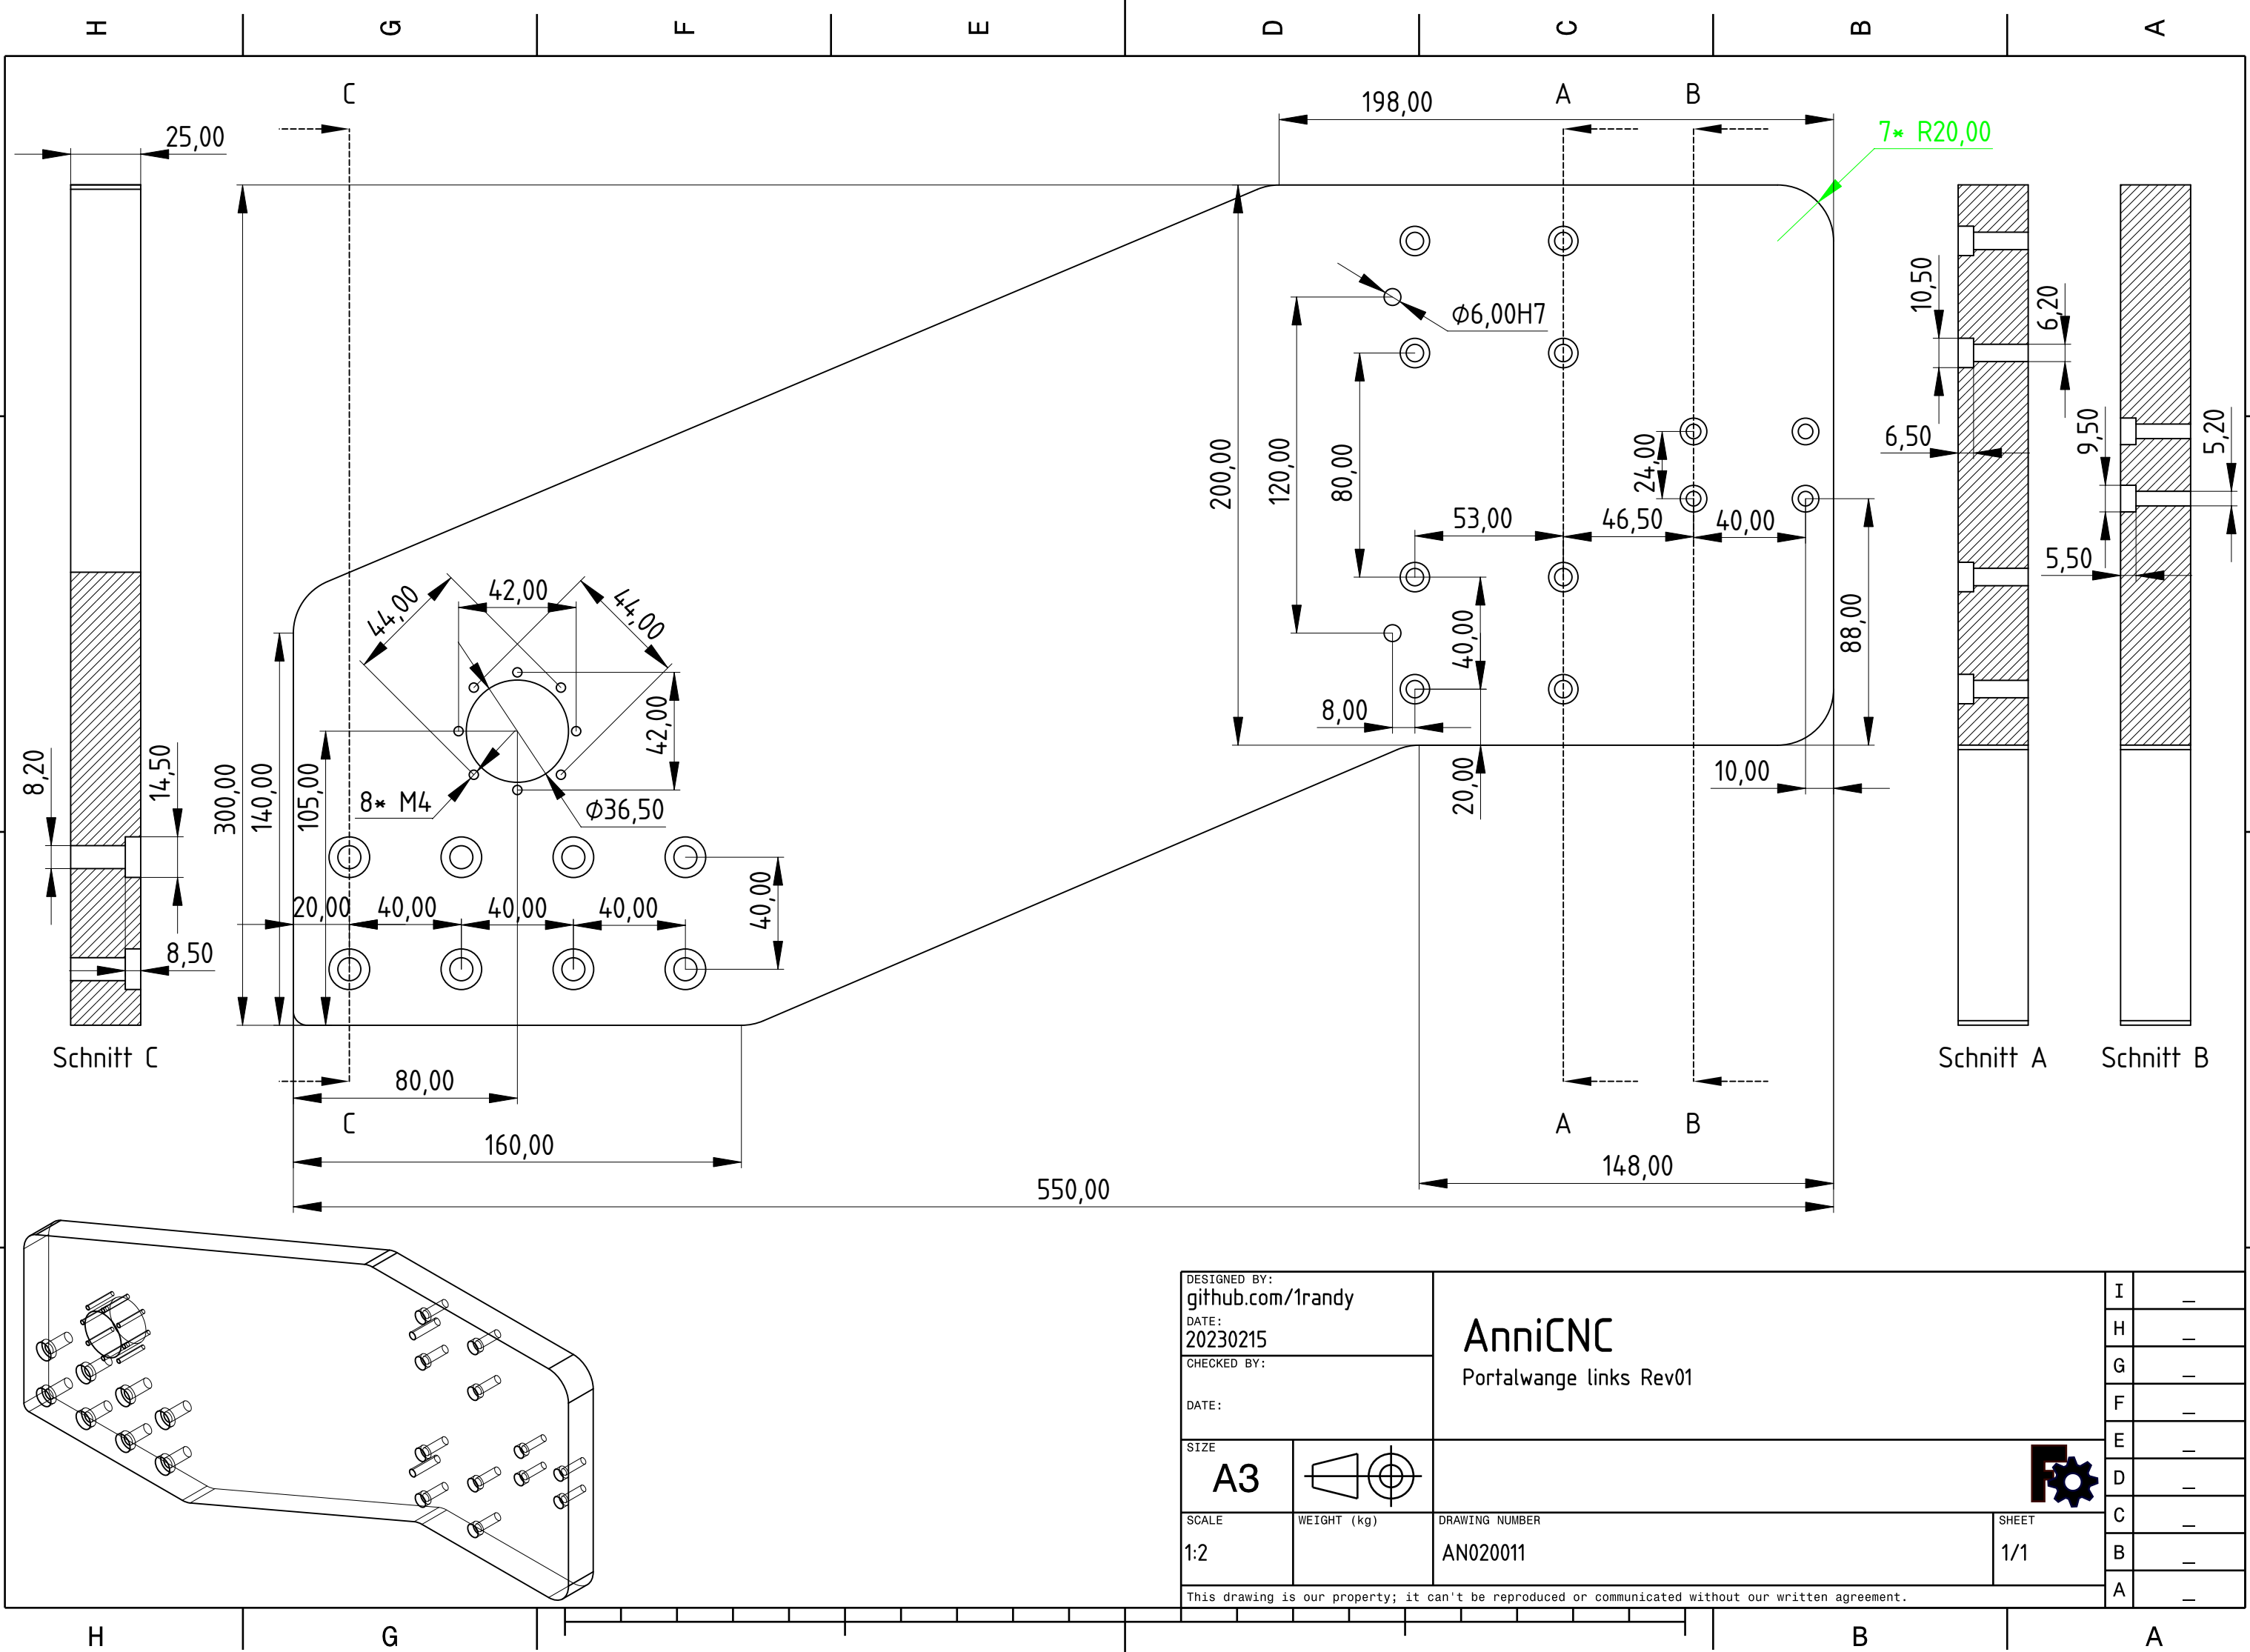 H G F E D C B A
C
A
B
198,00
7* R20,00
25,00
Ø6,00H7
10,50
6,20
6,50
9,50
5,20
5,50
200,00
120,00
80,00
24,00
53,00
46,50
40,00
88,00
40,00
8,00
20,00
10,00
44,00
42,00
44,00
42,00
8* M4
Ø36,50
300,00
140,00
105,00
8,20
14,50
8,50
20,00
40,00
40,00
40,00
40,00
Schnitt C
Schnitt A
Schnitt B
80,00
C
A
B
160,00
148,00
550,00
DESIGNED BY:
github.com/1randy
DATE:
20230215
CHECKED BY:
DATE:
AnniCNC
Portalwange links Rev01
SIZE
A3
SCALE
1:2
WEIGHT (kg)
DRAWING NUMBER
AN020011
SHEET
1/1
This drawing is our property; it can't be reproduced or communicated without our written agreement.
I _
H _
G _
F _
E _
D _
C _
B _
A _
H G B A